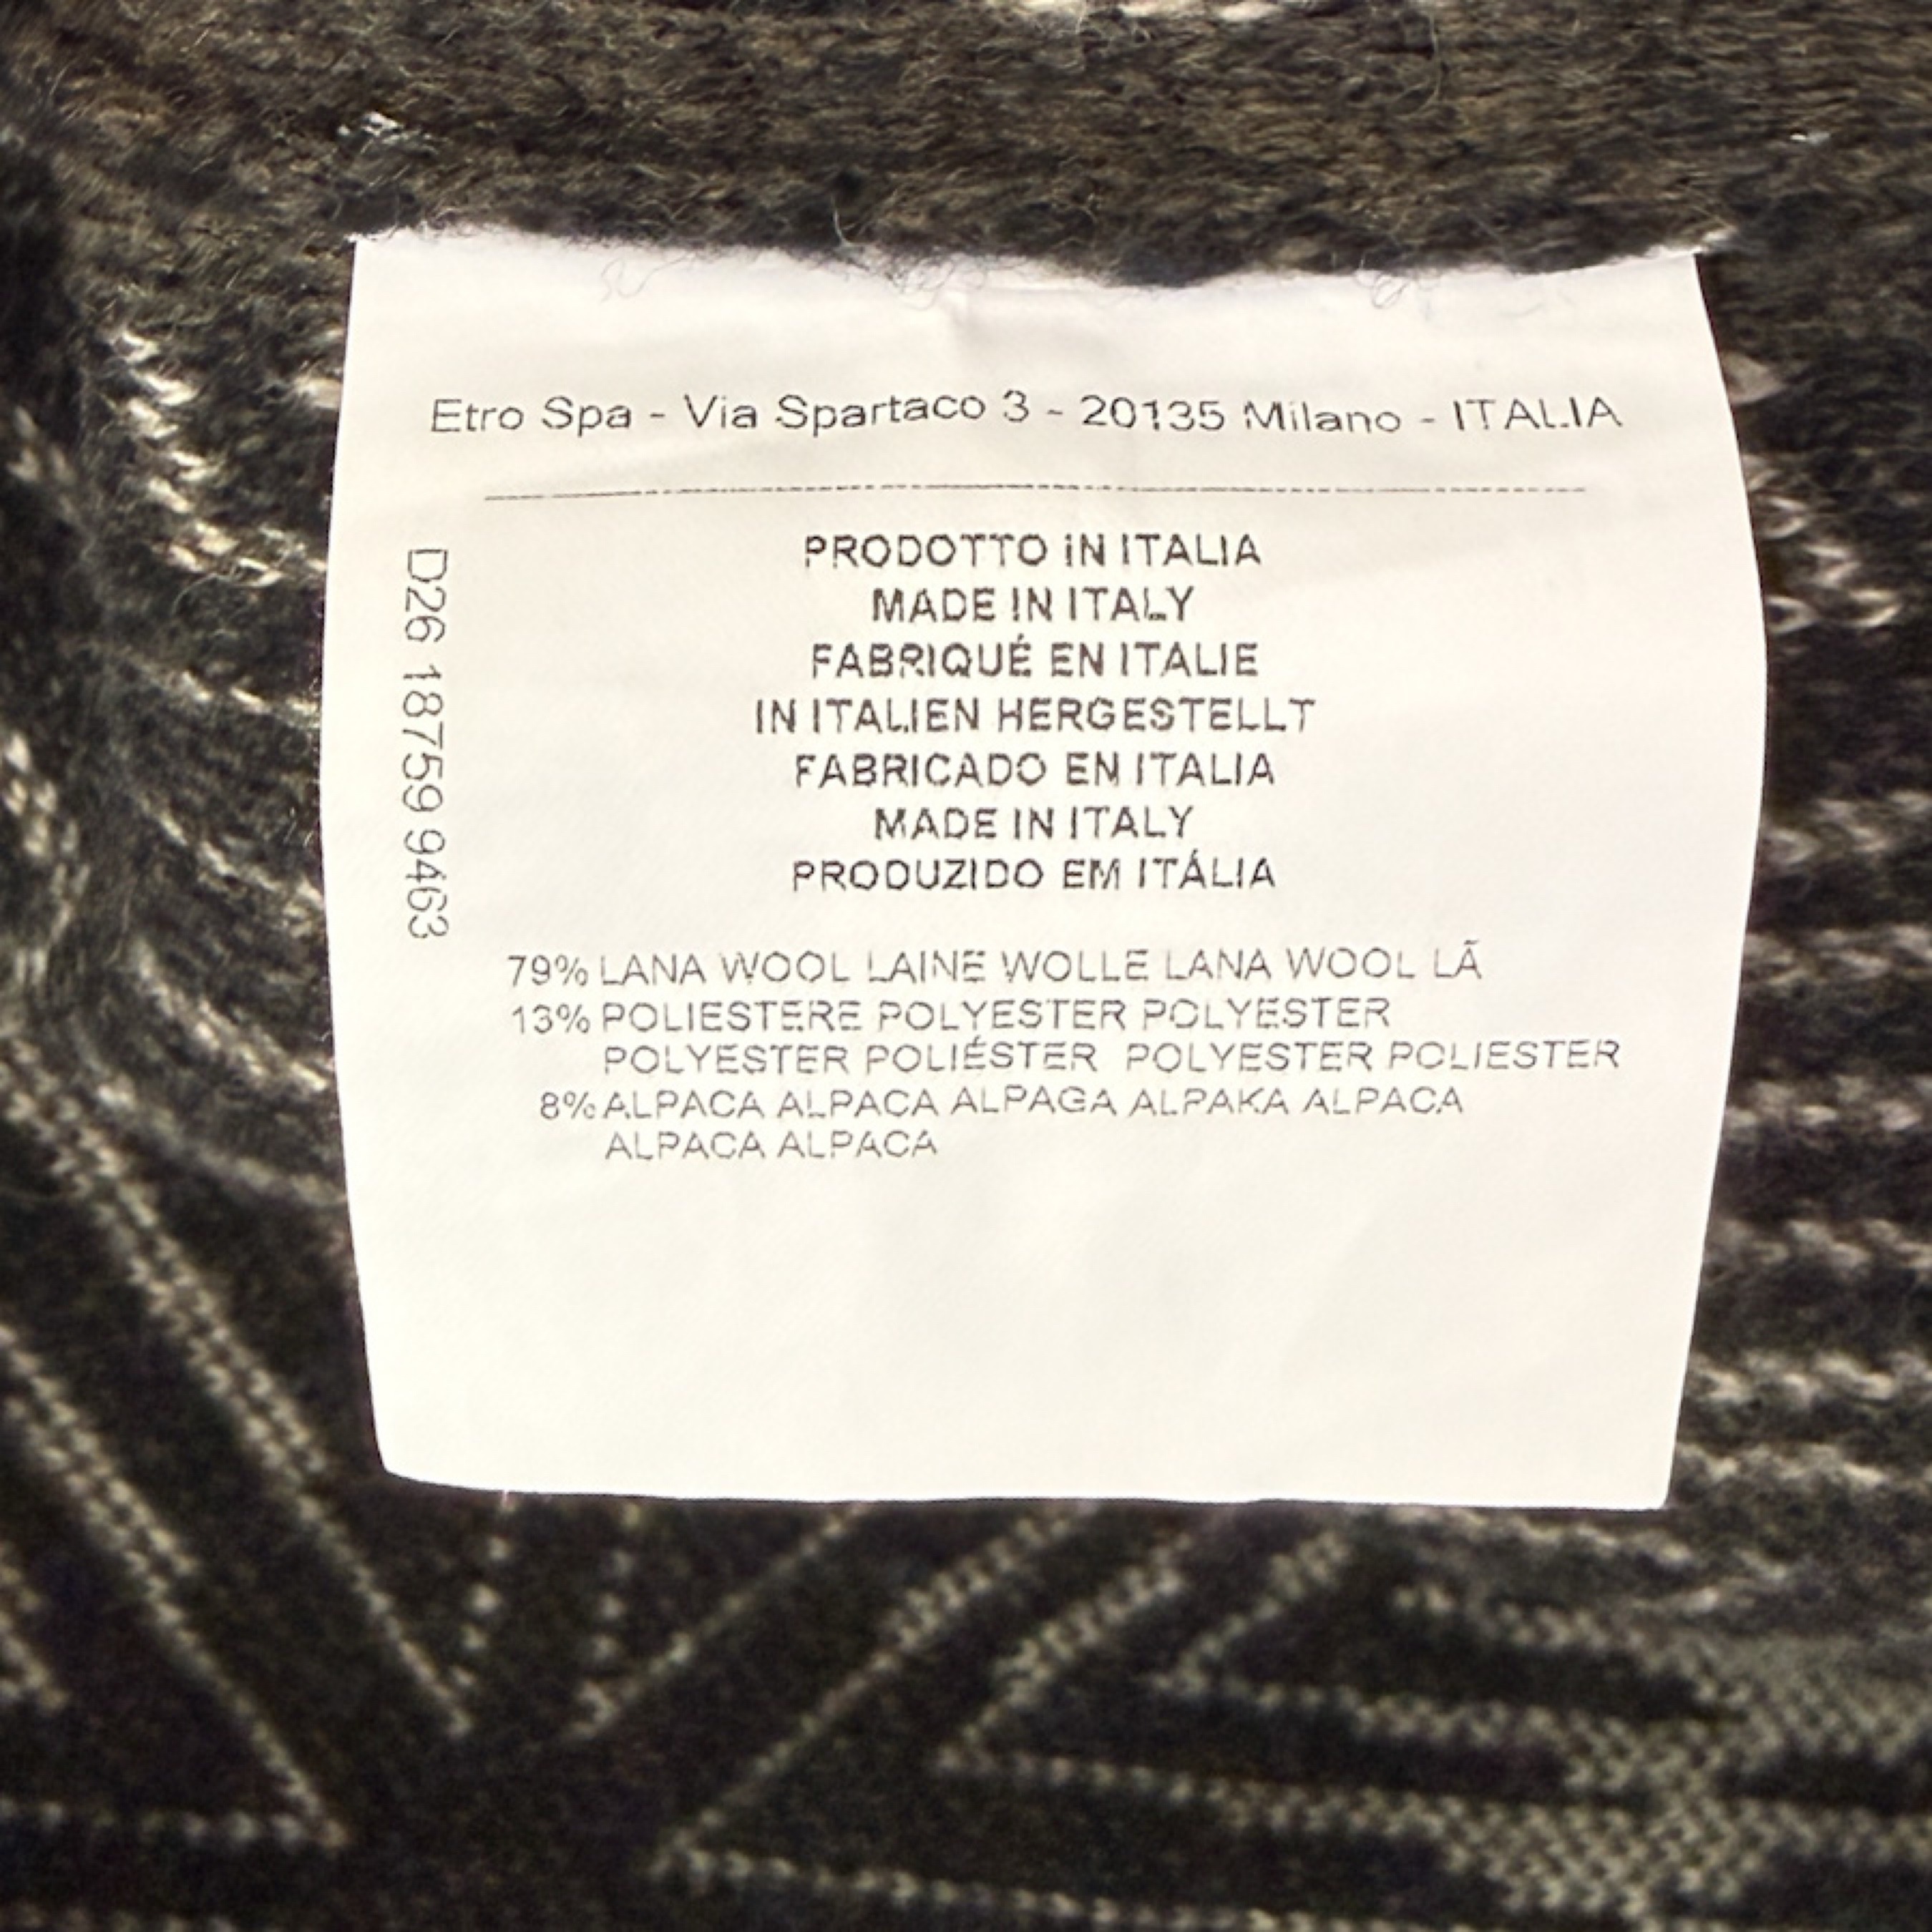 Etro Spa - Via Spartaco 3 - 20135 Milano - ITALIA
D26 18759 9463
PRODOTTO IN ITALIA
MADE IN ITALY
FABRIQUÉ EN ITALIE
IN ITALIEN HERGESTELLT
FABRICADO EN ITALIA
MADE IN ITALY
PRODUZIDO EM ITÁLIA
79% LANA WOOL LAINE WOLLE LANA WOOL LÃ
13% POLIESTERE POLYESTER POLYESTER
POLYESTER POLIÉSTER POLYESTER POLIESTER
8% ALPACA ALPACA ALPAGA ALPAKA ALPACA
ALPACA ALPACA